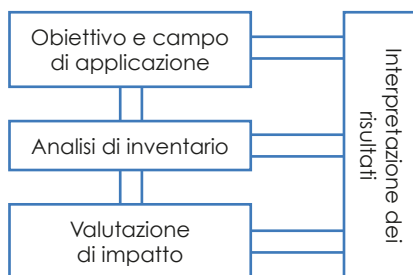 Obiettivo e campo
di applicazione
Analisi di inventario
Valutazione
di impatto
Interpretazione dei
risultati